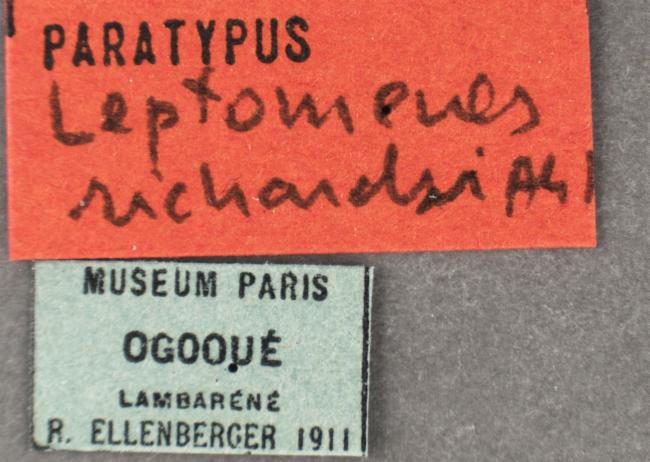 PARATYPUS
Leptomenes
richardsi
MUSEUM PARIS
OGOOUÉ
LAMBARÉNÉ
R. ELLENBERGER 1911